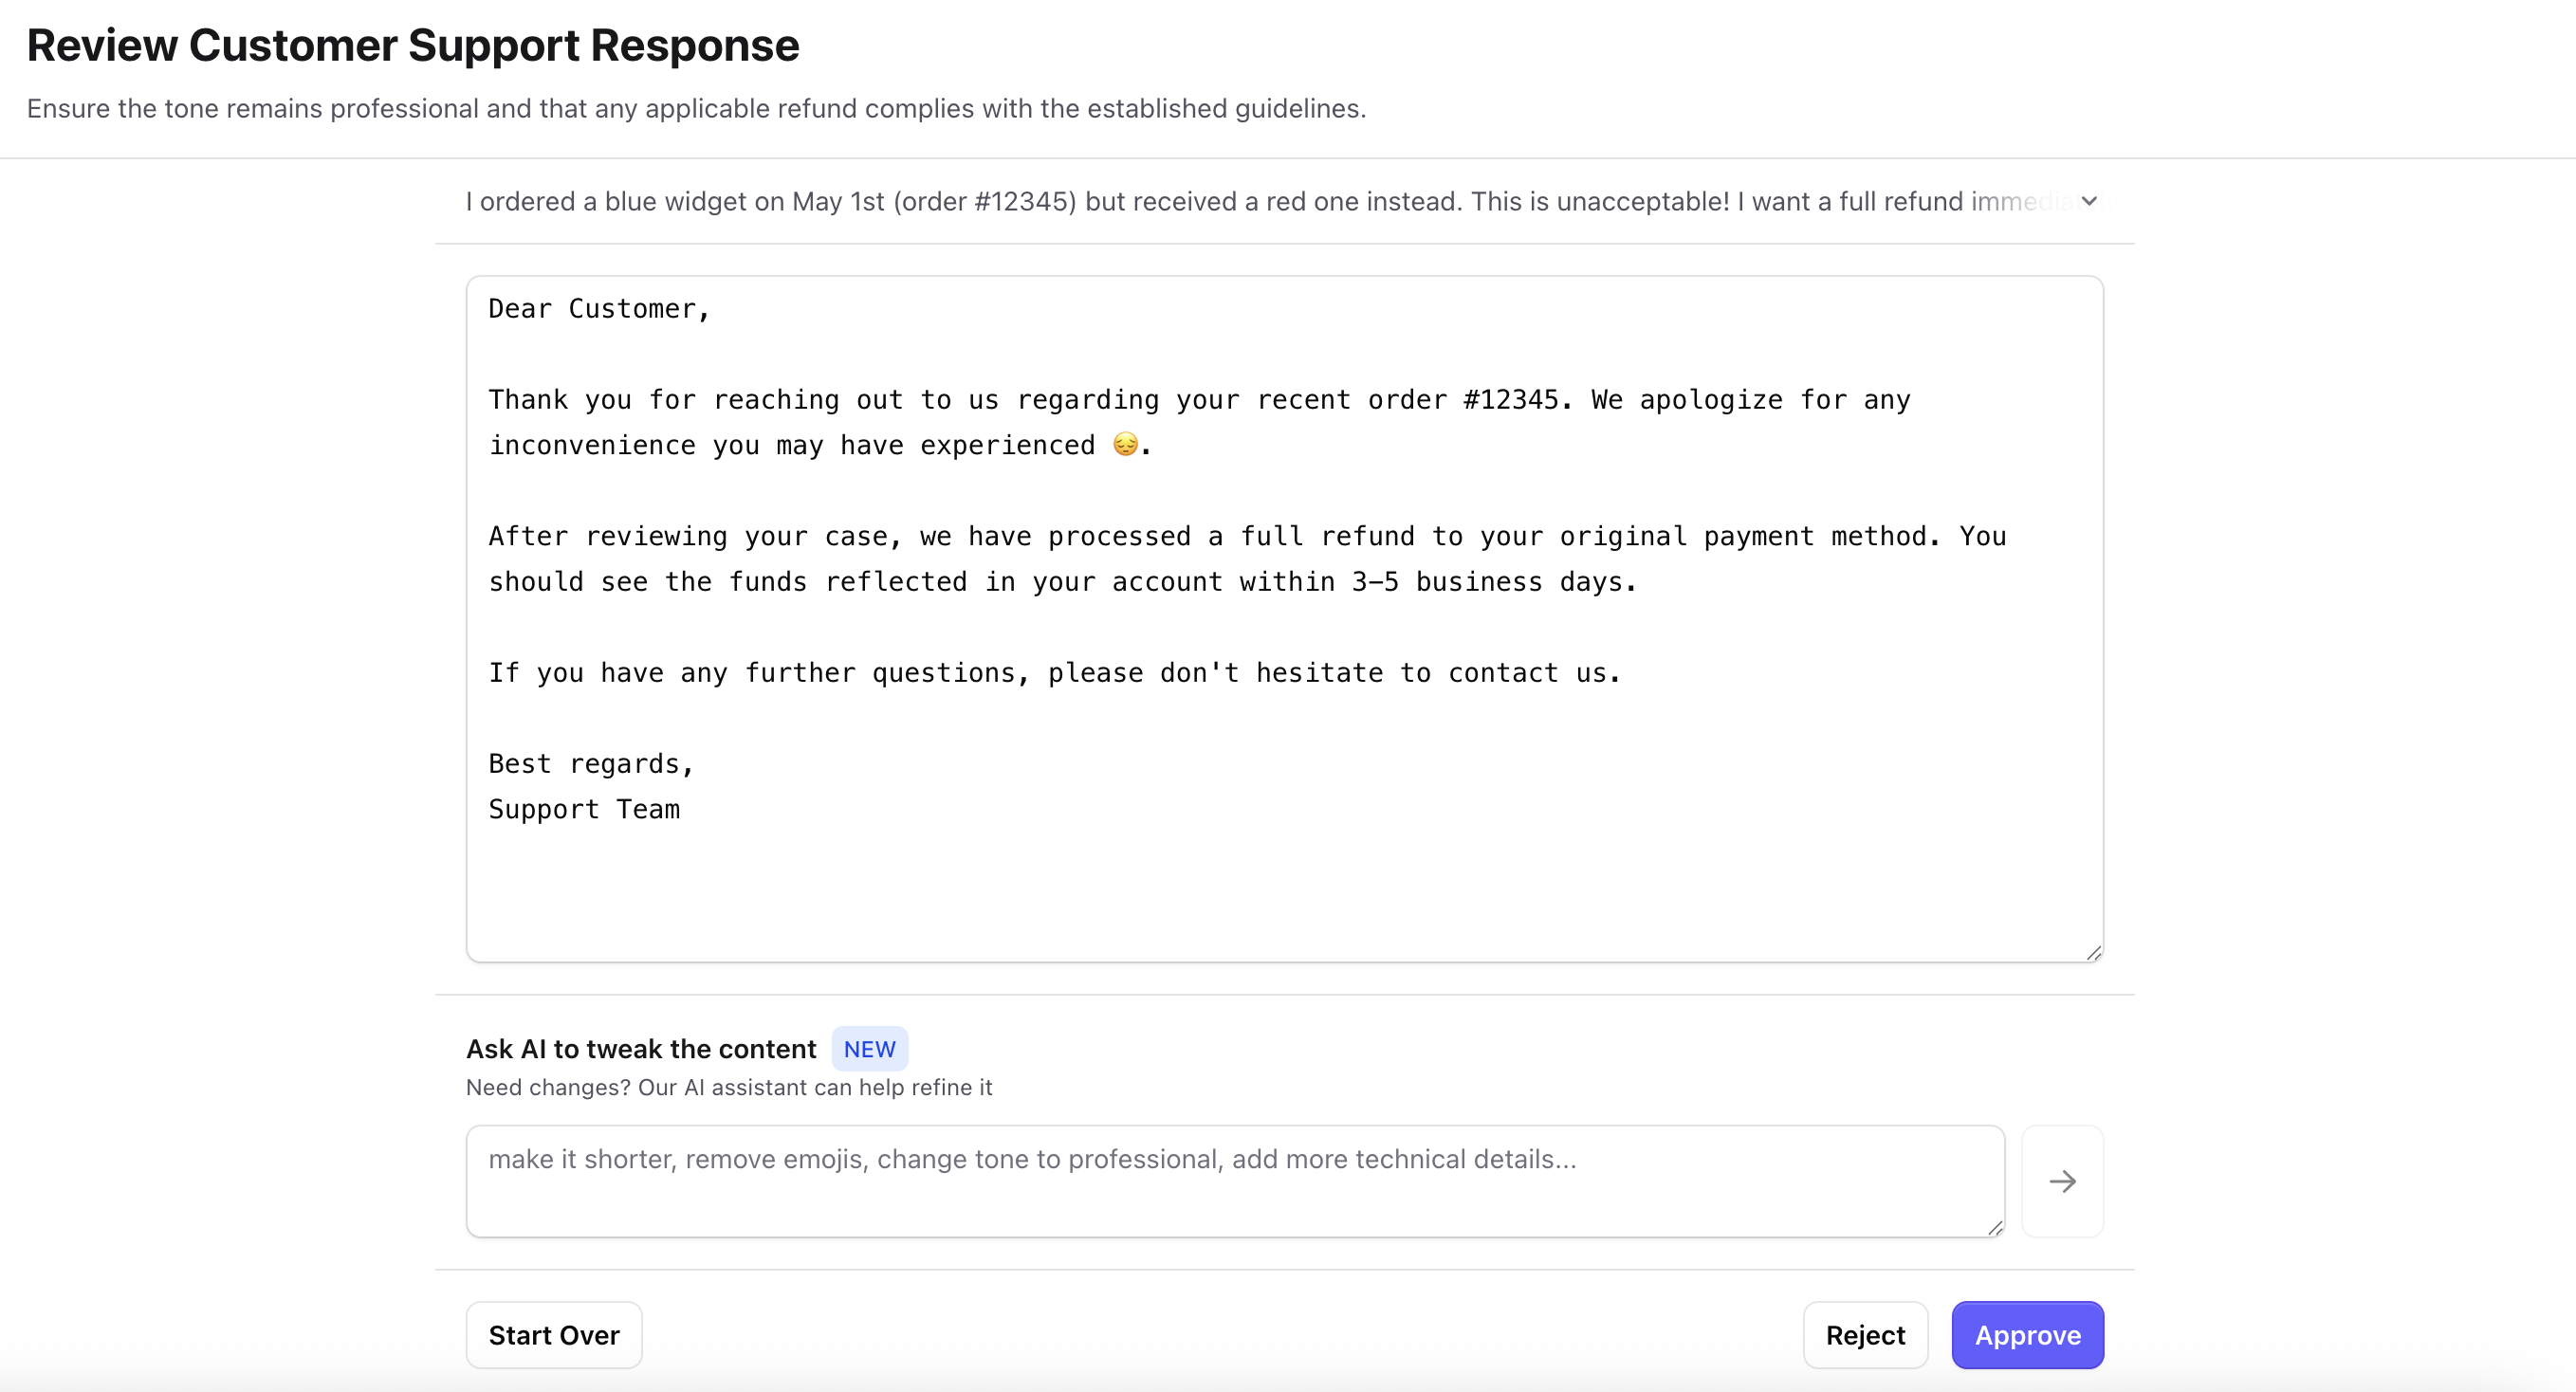 Review Customer Support Response
Ensure the tone remains professional and that any applicable refund complies with the established guidelines.
I ordered a blue widget on May 1st (order #12345) but received a red one instead. This is unacceptable! I want a full refund immediately
Dear Customer,
Thank you for reaching out to us regarding your recent order #12345. We apologize for any
inconvenience you may have experienced 😔.
After reviewing your case, we have processed a full refund to your original payment method. You
should see the funds reflected in your account within 3–5 business days.
If you have any further questions, please don't hesitate to contact us.
Best regards,
Support Team
Ask AI to tweak the content NEW
Need changes? Our AI assistant can help refine it
make it shorter, remove emojis, change tone to professional, add more technical details...
Start Over Reject Approve